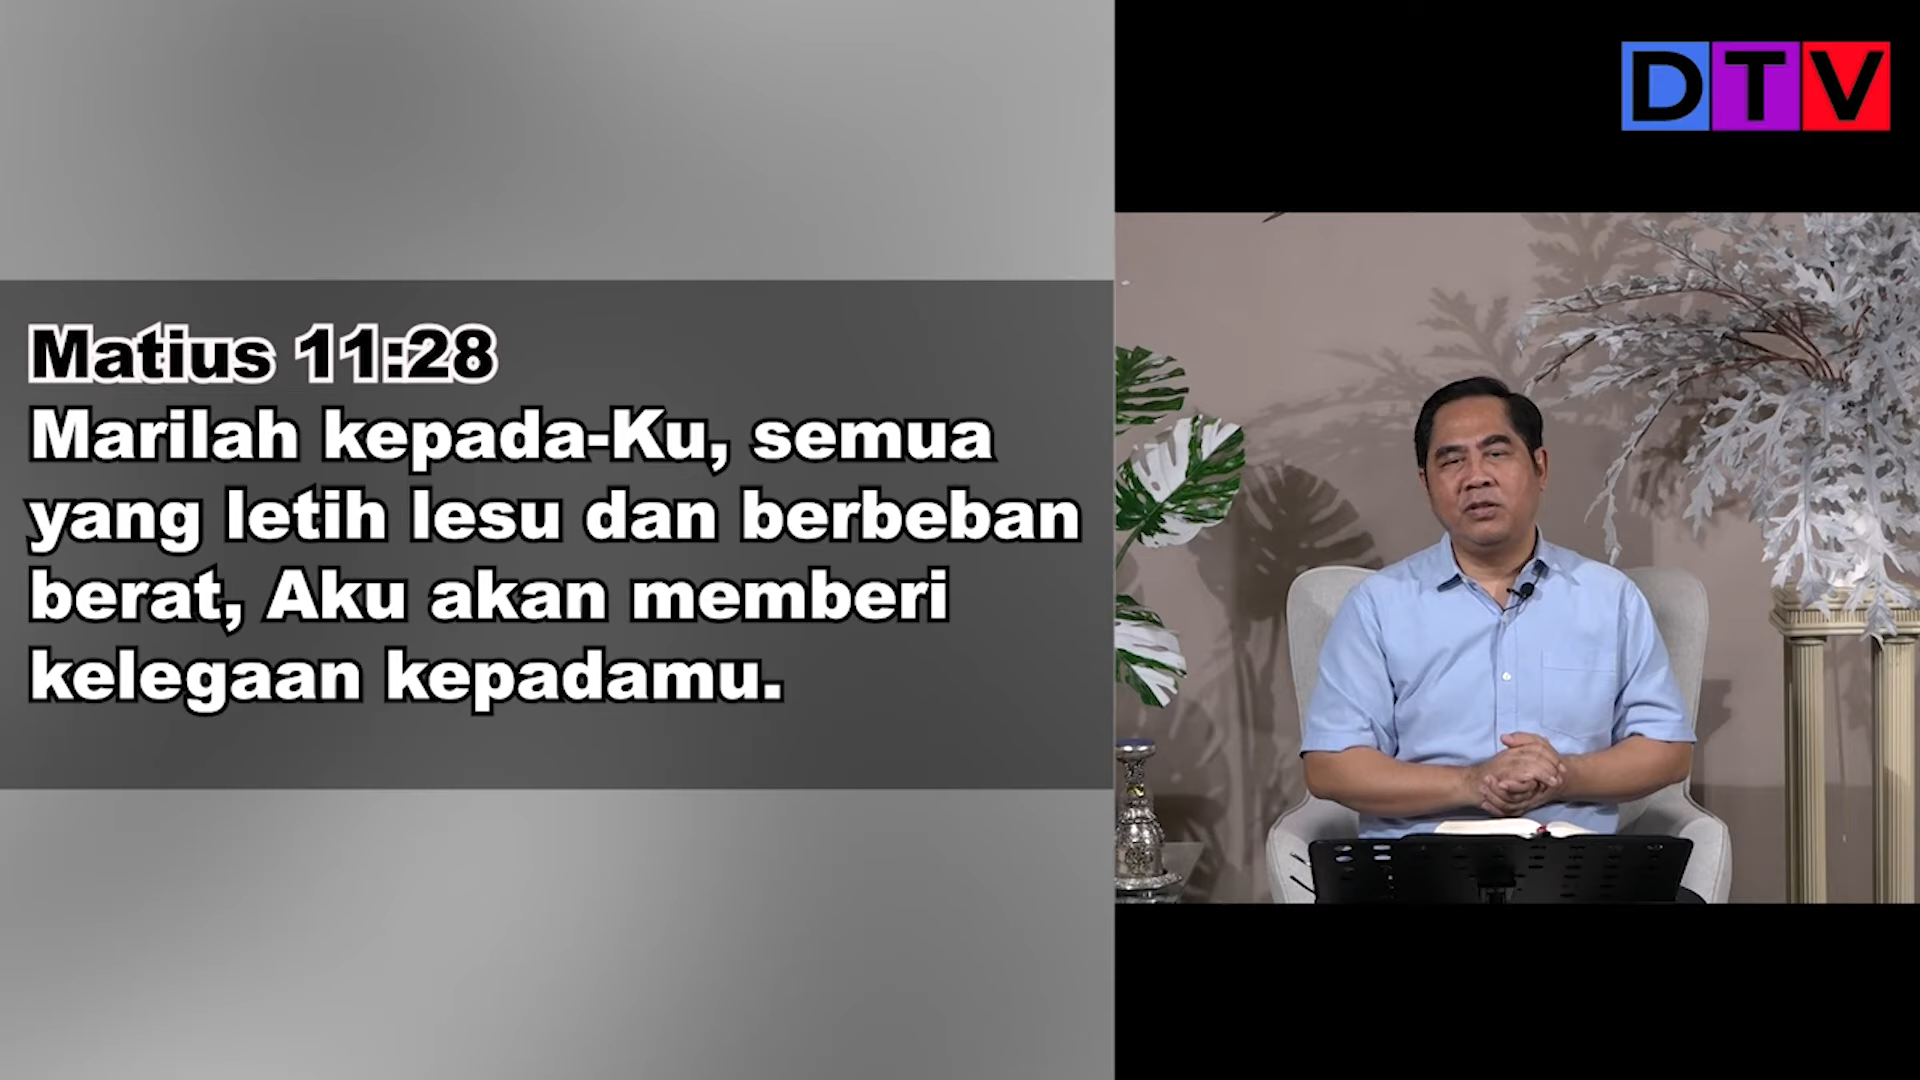 Matius 11:28
Marilah kepada-Ku, semua
yang letih lesu dan berbeban
berat, Aku akan memberi
kelegaan kepadamu.
DTV